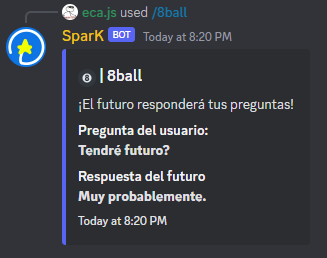 eca.js used /8ball
SparK BOT Today at 8:20 PM
8 | 8ball
¡El futuro responderá tus preguntas!
Pregunta del usuario:
Tendré futuro?
Respuesta del futuro
Muy probablemente.
Today at 8:20 PM